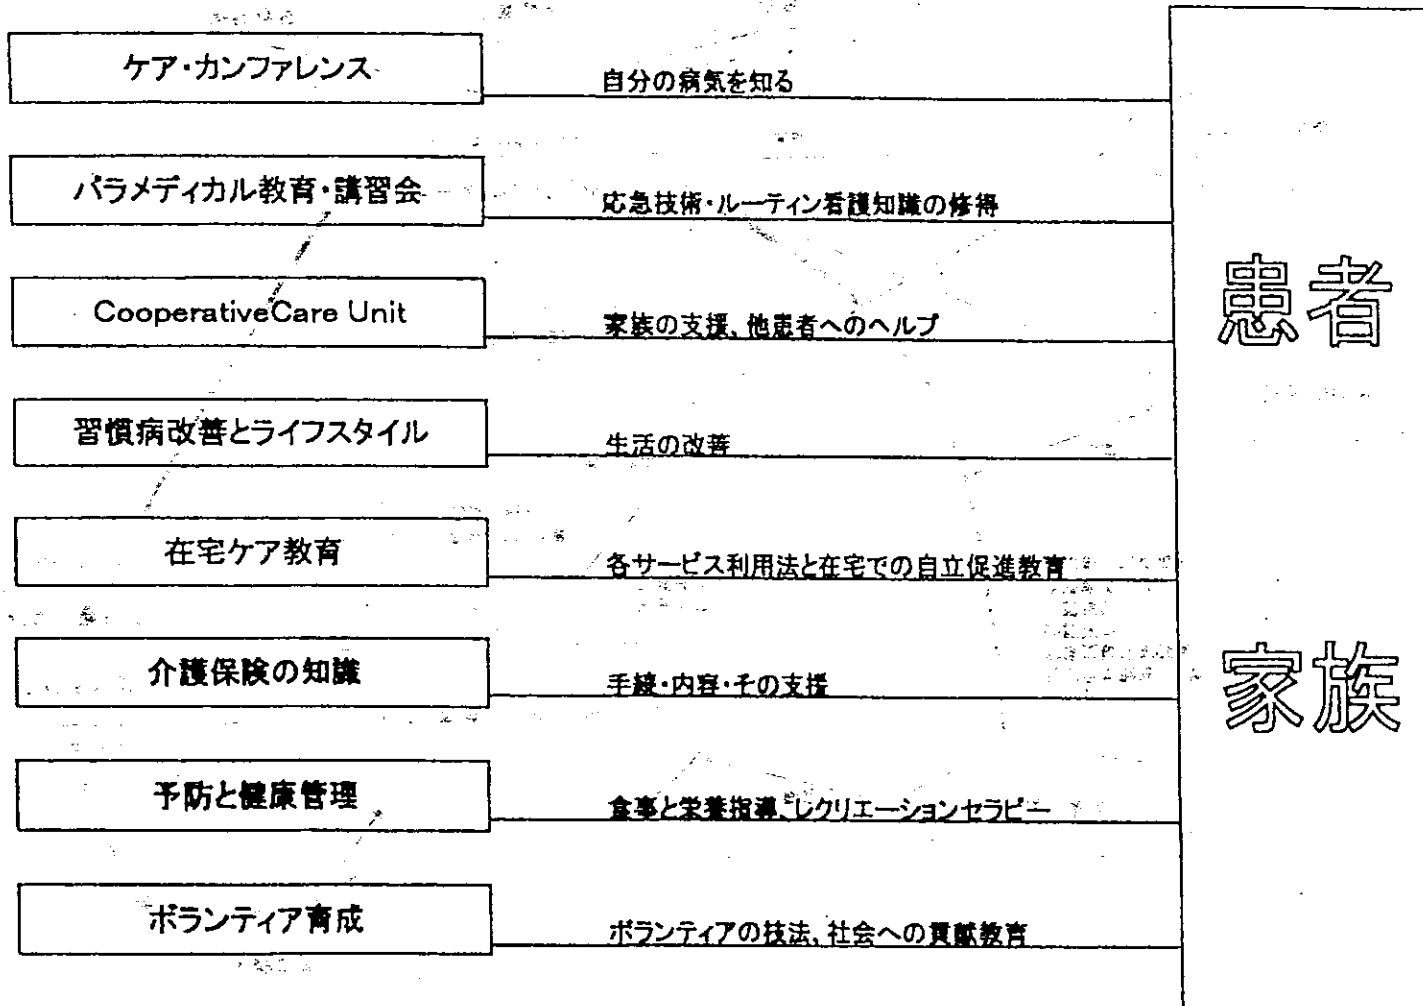 ケア・カンファレンス
自分の病気を知る
パラメディカル教育・講習会
応急技術・ルーティン看護知識の修得
CooperativeCare Unit
家族の支援、他患者へのヘルプ
患者
習慣病改善とライフスタイル
生活の改善
在宅ケア教育
各サービス利用法と在宅での自立促進教育
介護保険の知識
手続・内容・その支援
家族
予防と健康管理
食事と栄養指導、レクリエーションセラピー
ボランティア育成
ボランティアの技法、社会への貢献教育